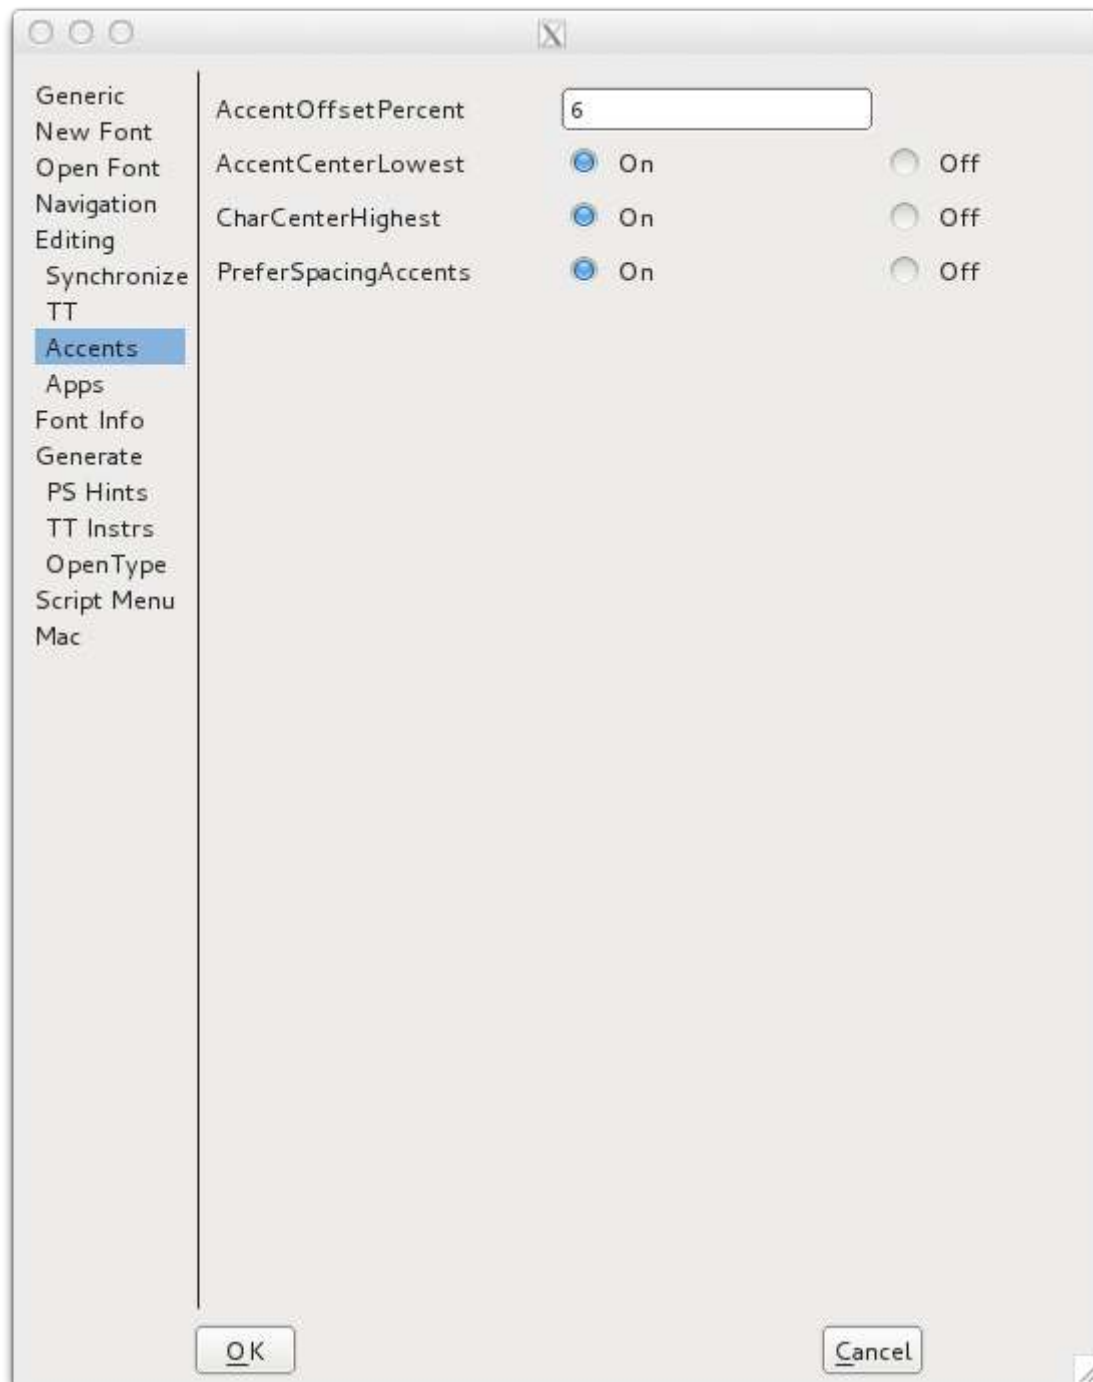 X
Generic
New Font
Open Font
Navigation
Editing
Synchronize
TT
Accents
Apps
Font Info
Generate
PS Hints
TT Instrs
OpenType
Script Menu
Mac
AccentOffsetPercent 6
AccentCenterLowest On Off
CharCenterHighest On Off
PreferSpacingAccents On Off
OK Cancel